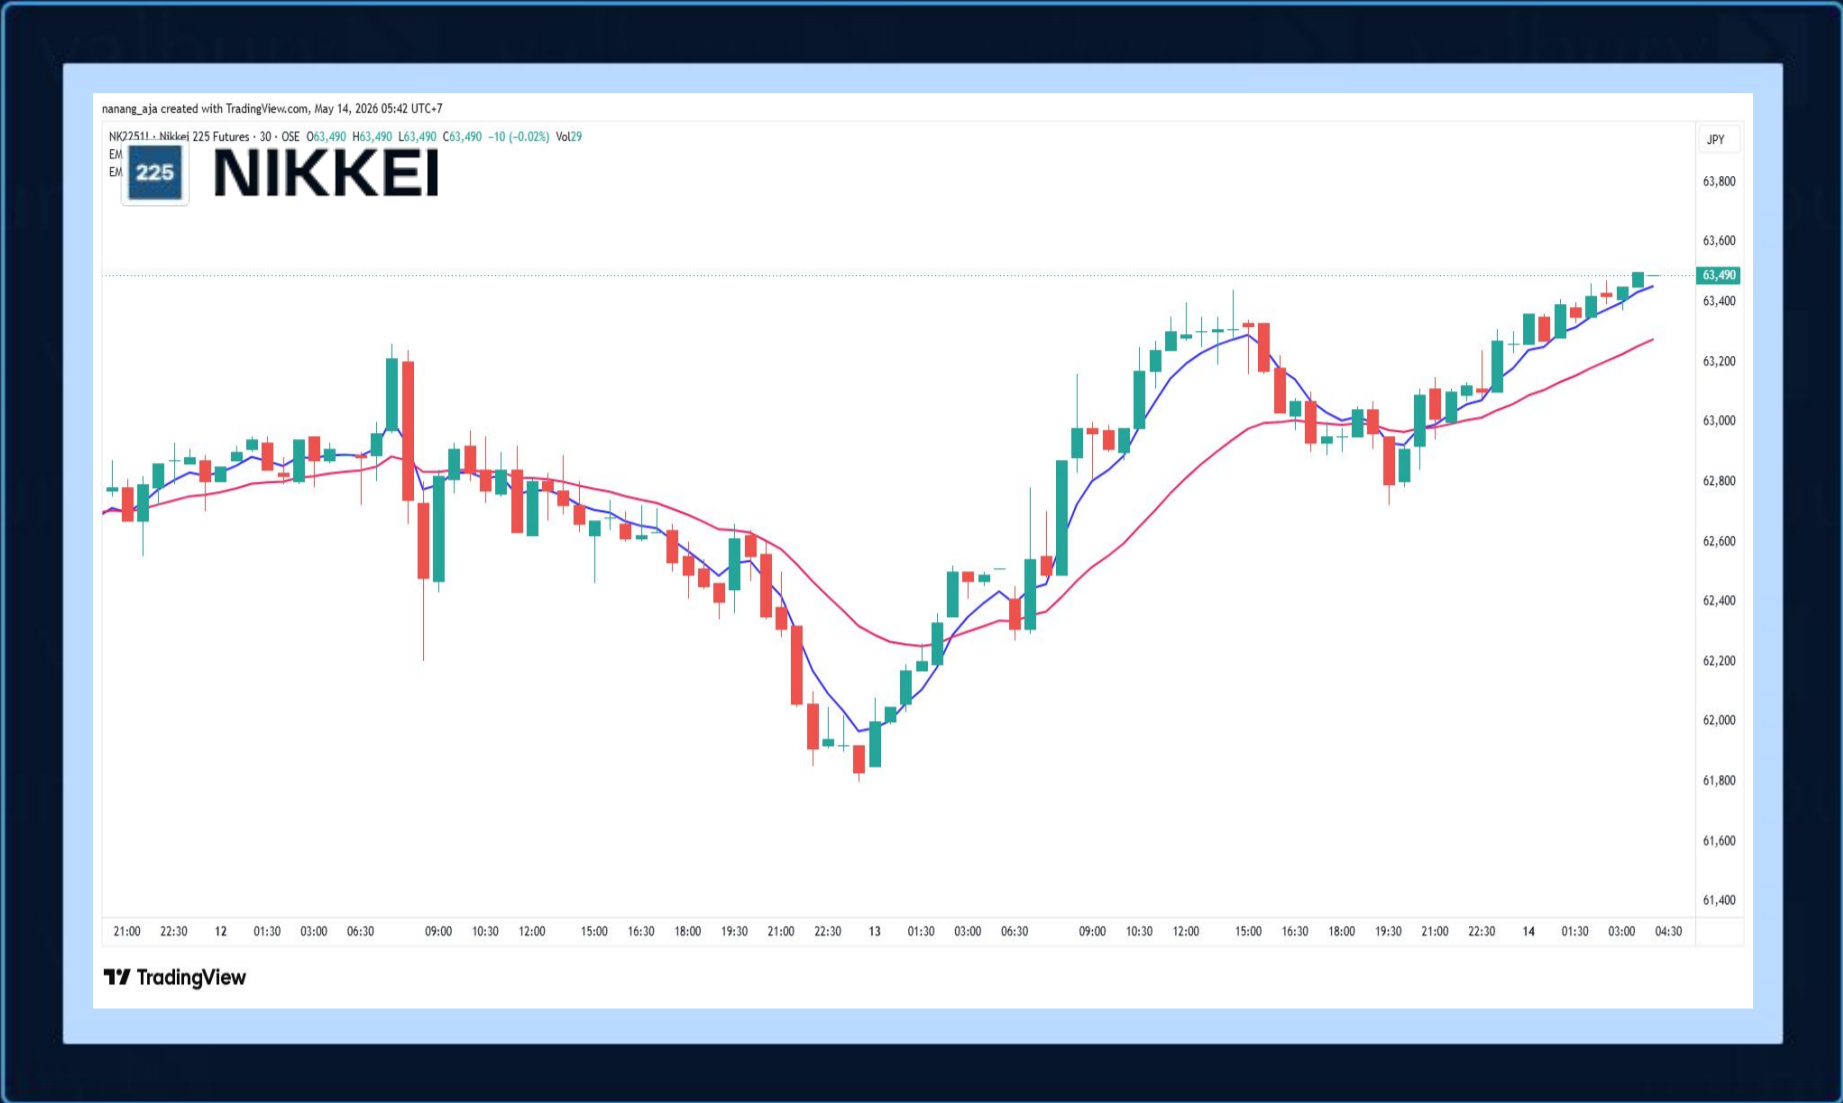 nanang_aja created with TradingView.com, May 14, 2026 05:42 UTC+7
NK2251! · Nikkei 225 Futures · 30 · OSE O63,490 H63,490 L63,490 C63,490 −10 (−0.02%) Vol29
EM
EM
225 NIKKEI
JPY
63,800
63,600
63,490
63,400
63,200
63,000
62,800
62,600
62,400
62,200
62,000
61,800
61,600
61,400
21:00 22:30 12 01:30 03:00 06:30 09:00 10:30 12:00 15:00 16:30 18:00 19:30 21:00 22:30 13 01:30 03:00 06:30 09:00 10:30 12:00 15:00 16:30 18:00 19:30 21:00 22:30 14 01:30 03:00 04:30
TradingView